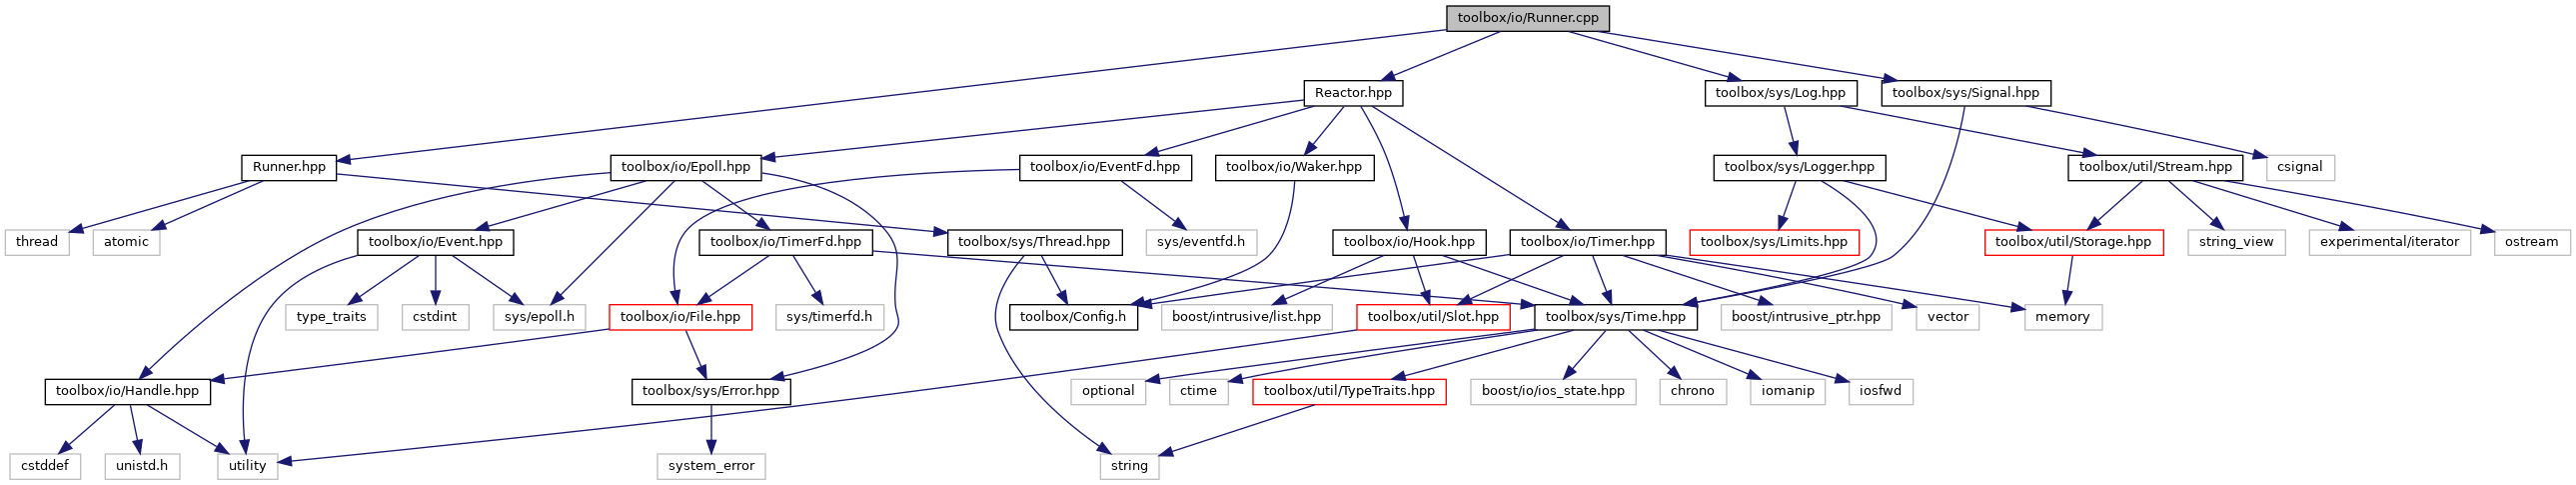 toolbox/io/Runner.cpp
Reactor.hpp
toolbox/sys/Log.hpp
toolbox/sys/Signal.hpp
Runner.hpp
toolbox/io/Epoll.hpp
toolbox/io/EventFd.hpp
toolbox/io/Waker.hpp
toolbox/sys/Logger.hpp
toolbox/util/Stream.hpp
csignal
thread
atomic
toolbox/io/Event.hpp
toolbox/io/TimerFd.hpp
toolbox/sys/Thread.hpp
sys/eventfd.h
toolbox/io/Hook.hpp
toolbox/io/Timer.hpp
toolbox/sys/Limits.hpp
toolbox/util/Storage.hpp
string_view
experimental/iterator
ostream
type_traits
cstdint
sys/epoll.h
toolbox/io/File.hpp
sys/timerfd.h
toolbox/Config.h
boost/intrusive/list.hpp
toolbox/util/Slot.hpp
toolbox/sys/Time.hpp
boost/intrusive_ptr.hpp
vector
memory
toolbox/io/Handle.hpp
toolbox/sys/Error.hpp
optional
ctime
toolbox/util/TypeTraits.hpp
boost/io/ios_state.hpp
chrono
iomanip
iosfwd
cstddef
unistd.h
utility
system_error
string